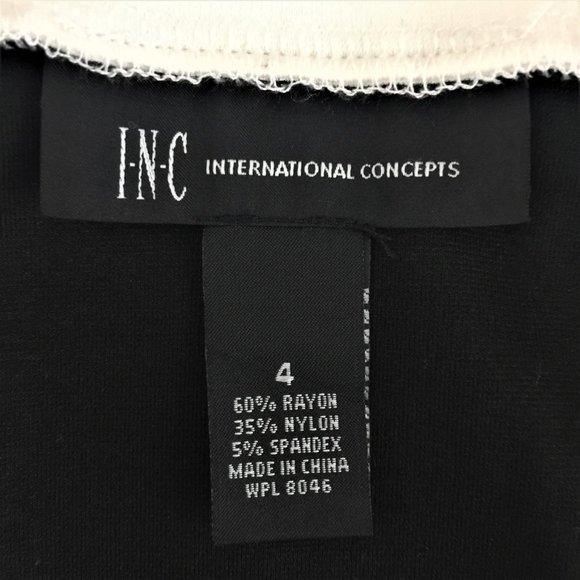 I-N-C INTERNATIONAL CONCEPTS
4
60% RAYON
35% NYLON
5% SPANDEX
MADE IN CHINA
WPL 8046